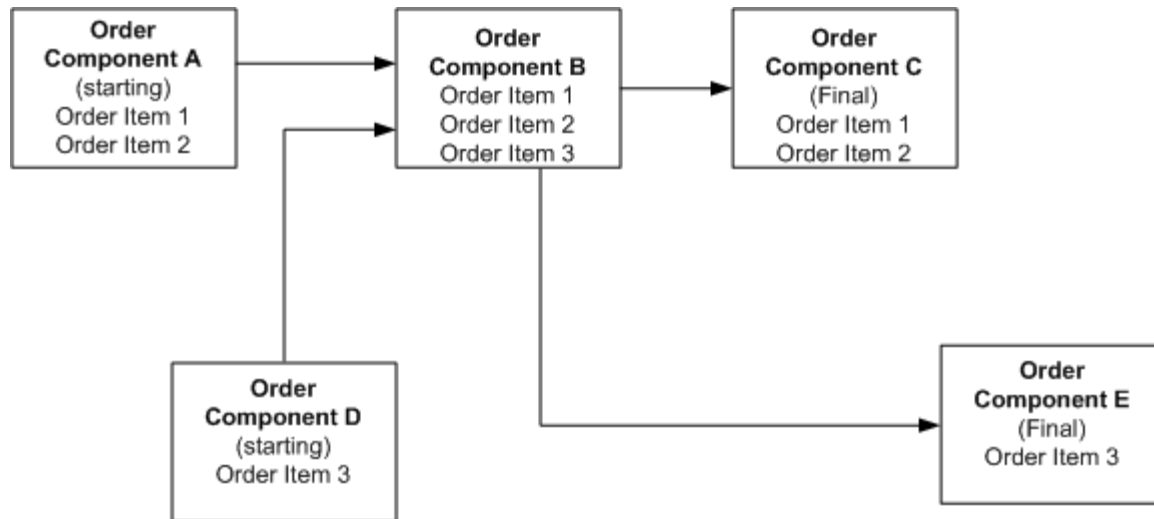 Order
Component A
(starting)
Order Item 1
Order Item 2
Order
Component B
Order Item 1
Order Item 2
Order Item 3
Order
Component C
(Final)
Order Item 1
Order Item 2
Order
Component D
(starting)
Order Item 3
Order
Component E
(Final)
Order Item 3